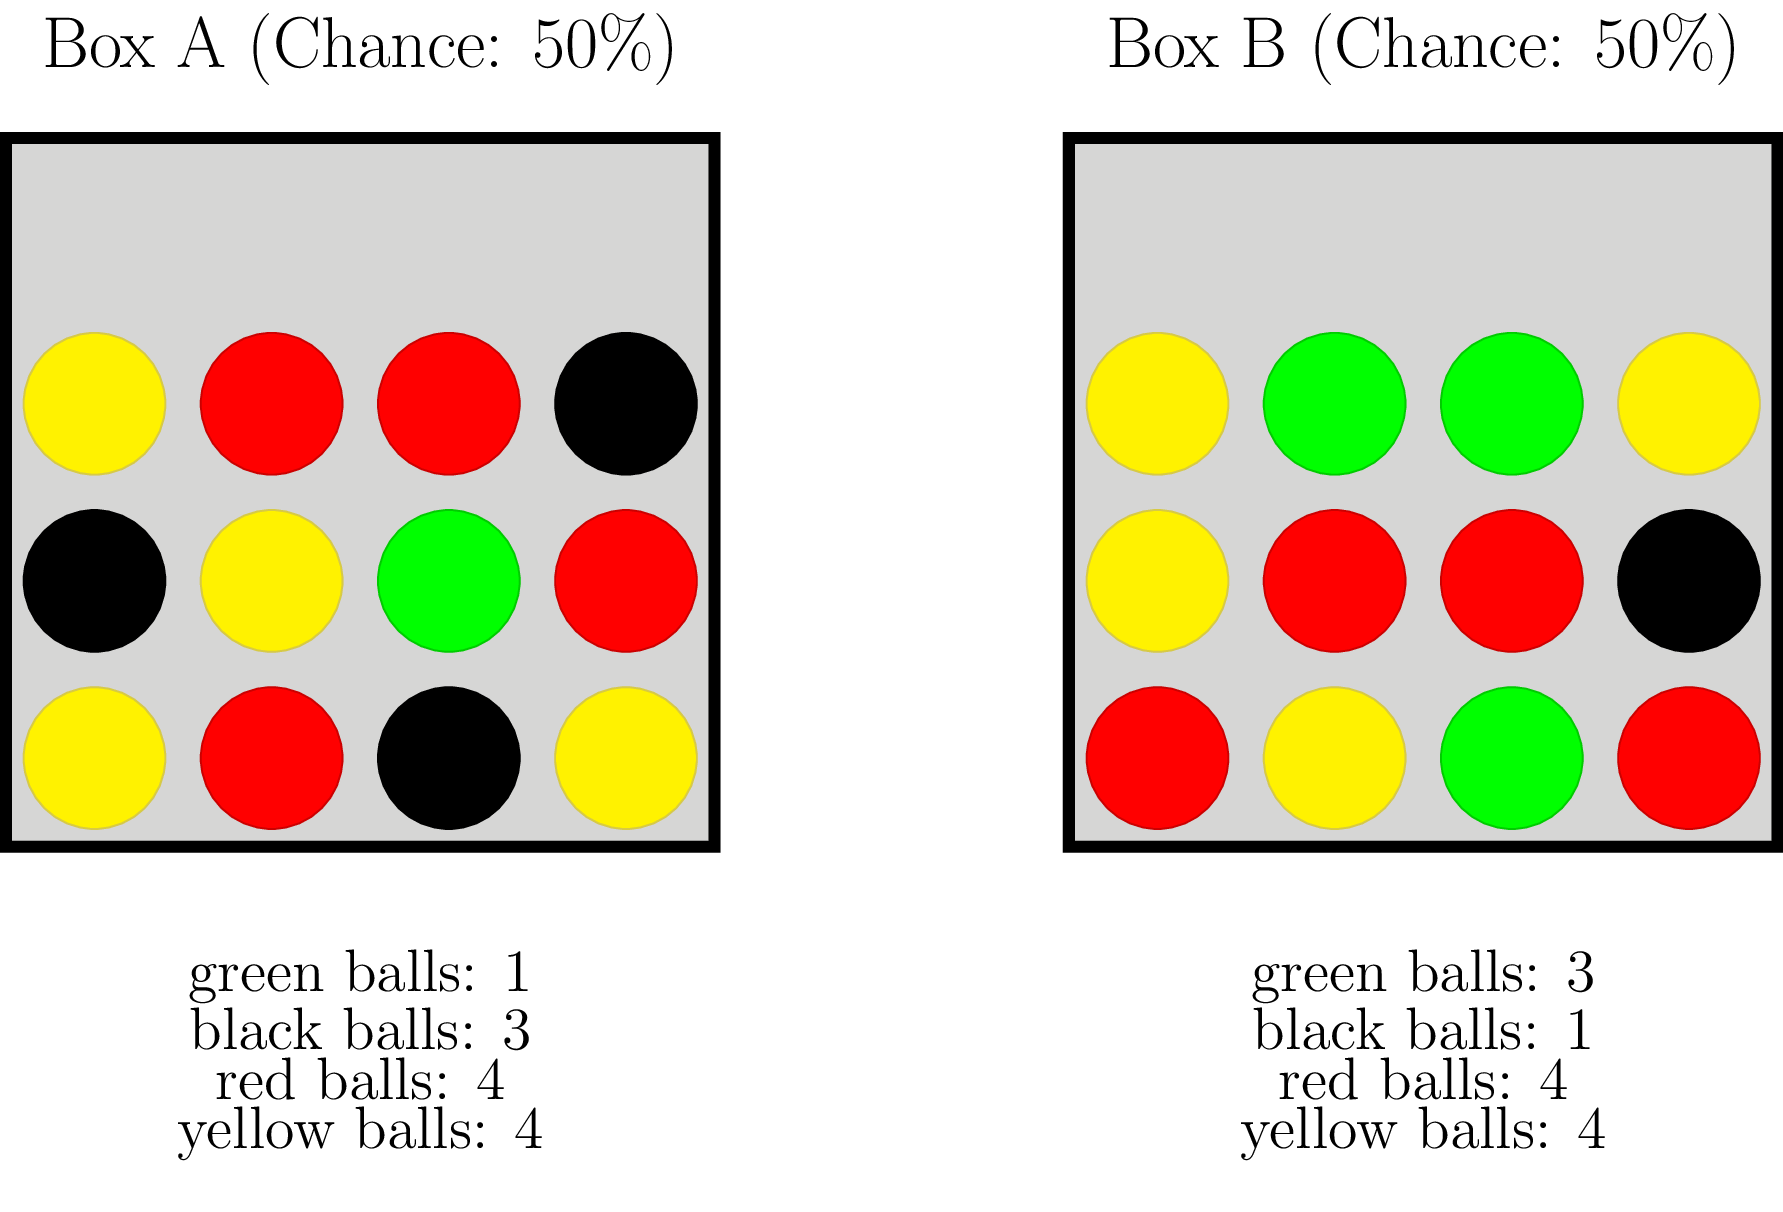 Box A (Chance: 50%)
Box B (Chance: 50%)
green balls: 1
black balls: 3
red balls: 4
yellow balls: 4
green balls: 3
black balls: 1
red balls: 4
yellow balls: 4